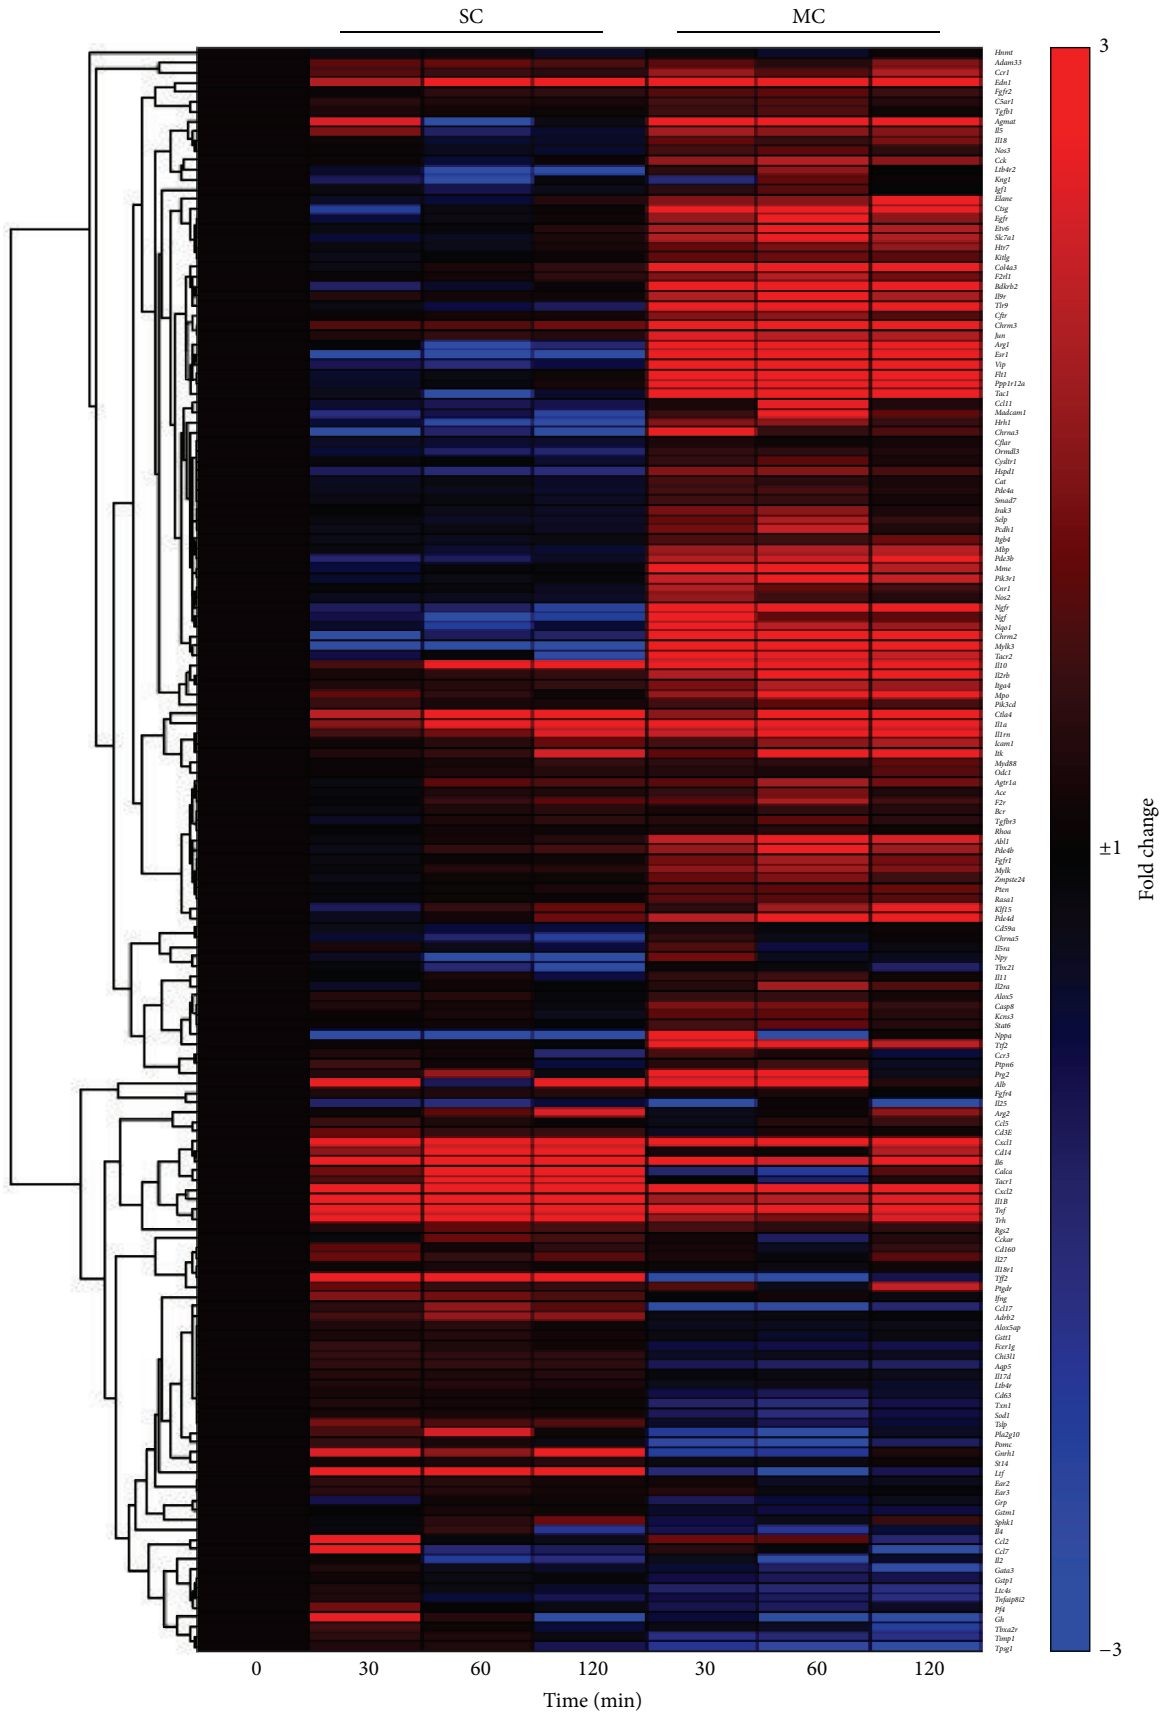 SC
MC
Hnmt
Adam33
Ccr1
Edn1
Fgfr2
C5ar1
Tgfb1
Agmat
Il5
Il18
Nos3
Cck
Ltb4r2
Kng1
Igf1
Elane
Ctsg
Egfr
Etv6
Slc7a1
Htr7
Kitlg
Col4a3
F2rl1
Bdkrb2
Il9r
Tlr9
Cftr
Chrm3
Jun
Arg1
Esr1
Vip
Flt1
Ppp1r12a
Tac1
Ccl11
Madcam1
Hrh1
Chrna3
Cflar
Ormdl3
Cysltr1
Hspd1
Cat
Pde4a
Smad7
Irak3
Selp
Pcdh1
Itgb4
Mbp
Pde3b
Mme
Pik3r1
Cnr1
Nos2
Ngfr
Ngf
Nqo1
Chrm2
Mylk3
Tacr2
Il10
Il2rb
Itga4
Mpo
Pik3cd
Ctla4
Il1a
Il1rn
Icam1
Itk
Myd88
Odc1
Agtr1a
Ace
F2r
Bcr
Tgfbr3
Rhoa
Abl1
Pde4b
Fgfr1
Mylk
Zmpste24
Pten
Rasa1
Klf15
Pde4d
Cd59a
Chrna5
Il5ra
Npy
Tbx21
Il11
Il2ra
Alox5
Casp8
Kcns3
Stat6
Nppa
Ttf2
Ccr3
Ptpn6
Prg2
Alb
Fgfr4
Il25
Arg2
Ccl5
Cd3E
Cxcl1
Cd14
Il6
Calca
Tacr1
Cxcl2
Il1B
Tnf
Trh
Rgs2
Cckar
Cd160
Il27
Il18r1
Tff2
Ptgdr
Ifng
Ccl17
Adrb2
Alox5ap
Gstt1
Fcer1g
Chi3l1
Aqp5
Il17d
Ltb4r
Cd63
Txn1
Sod1
Tslp
Pla2g10
Pomc
Gnrh1
St14
Ltf
Ear2
Ear3
Grp
Gstm1
Sphk1
Il4
Ccl2
Ccl7
Il2
Gata3
Gstp1
Ltc4s
Tnfaip8i2
Pf4
Gh
Tbxa2r
Timp1
Tpsg1
3
±1
−3
Fold change
0
30
60
120
30
60
120
Time (min)